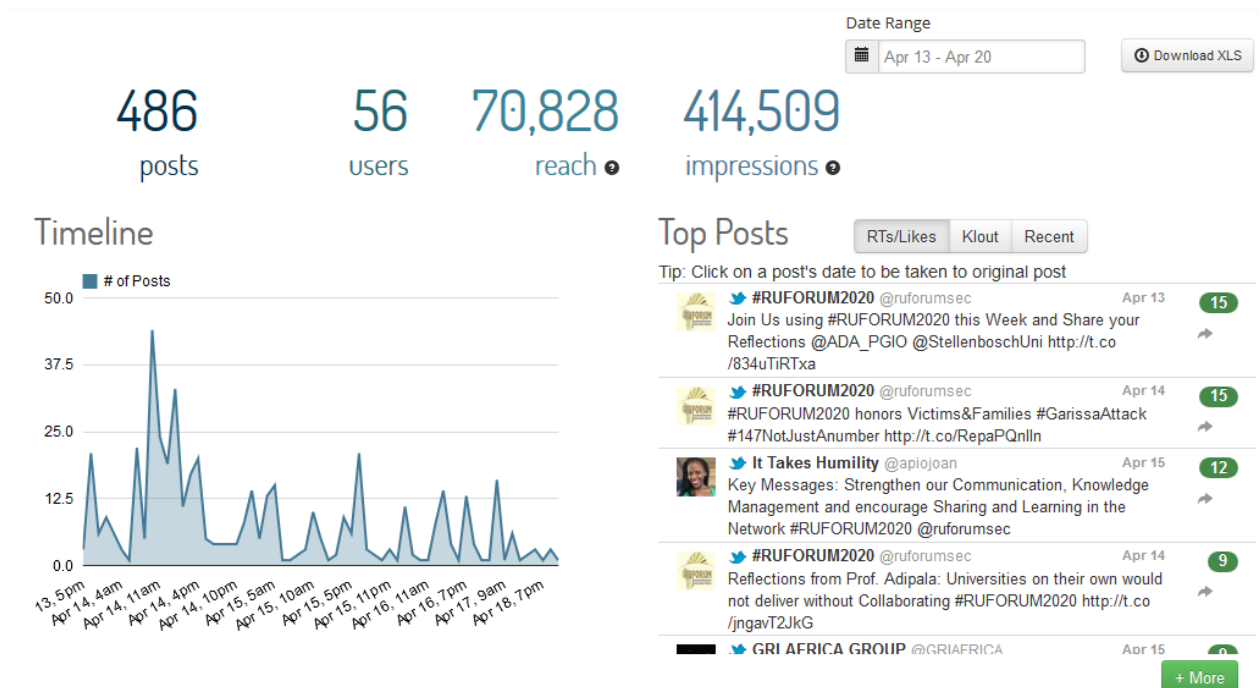 Date Range
Apr 13 - Apr 20
Download XLS
486
posts
56
users
70,828
reach
414,509
impressions
Timeline
# of Posts
50.0
37.5
25.0
12.5
0.0
13, 5pm
Apr 14, 4am
Apr 14, 11am
Apr 14, 4pm
Apr 14, 10pm
Apr 15, 5am
Apr 15, 10am
Apr 15, 5pm
Apr 15, 11pm
Apr 16, 11am
Apr 16, 7pm
Apr 17, 9am
Apr 18, 7pm
Top Posts
RTs/Likes Klout Recent
Tip: Click on a post's date to be taken to original post
#RUFORUM2020 @ruforumsec Apr 13 15
Join Us using #RUFORUM2020 this Week and Share your
Reflections @ADA_PGIO @StellenboschUni http://t.co
/834uTiRTxa
#RUFORUM2020 @ruforumsec Apr 14 15
#RUFORUM2020 honors Victims&Families #GarissaAttack
#147NotJustAnumber http://t.co/RepaPQnlln
It Takes Humility @apiojoan Apr 15 12
Key Messages: Strengthen our Communication, Knowledge
Management and encourage Sharing and Learning in the
Network #RUFORUM2020 @ruforumsec
#RUFORUM2020 @ruforumsec Apr 14 9
Reflections from Prof. Adipala: Universities on their own would
not deliver without Collaborating #RUFORUM2020 http://t.co
/jngavT2JkG
GRI AFRICA GROUP @GRIAFRICA Apr 15 9
+ More